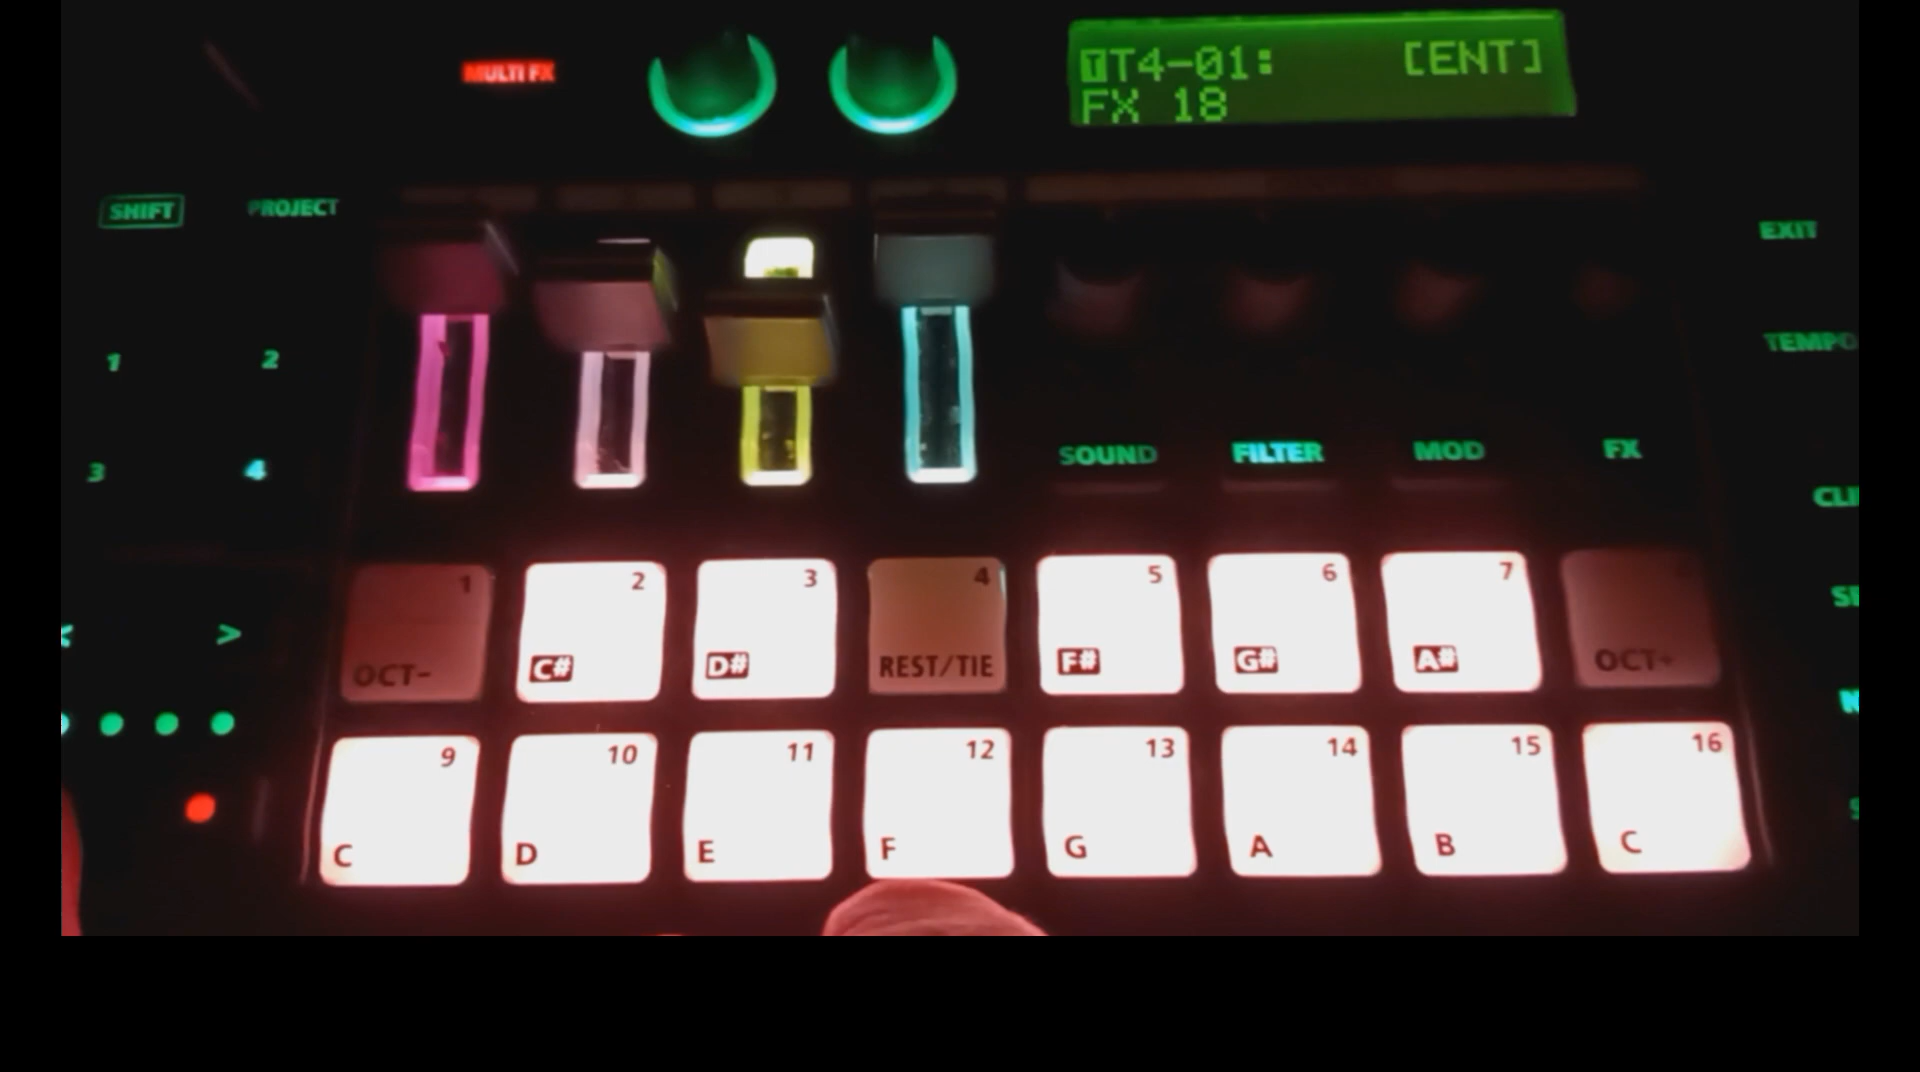 MULTI FX
T T4-01: [ENT]
FX 18
SHIFT PROJECT
EXIT
1 2
TEMPO
3 4
SOUND FILTER MOD FX
1 2 3 4 5 6 7
OCT- C# D# REST/TIE F# G# A# OCT+
< >
9 10 11 12 13 14 15 16
C D E F G A B C